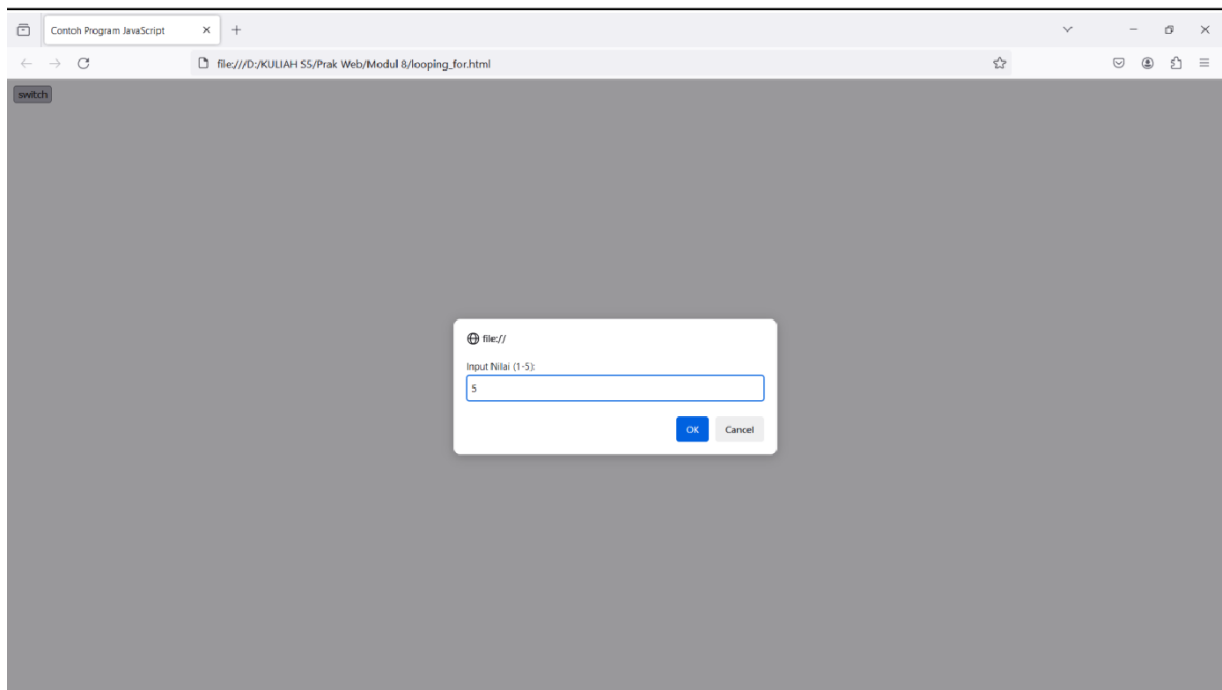 Contoh Program JavaScript
file:///D:/KULIAH S5/Prak Web/Modul 8/looping_for.html
switch
file://
Input Nilai (1-5):
5
OK Cancel